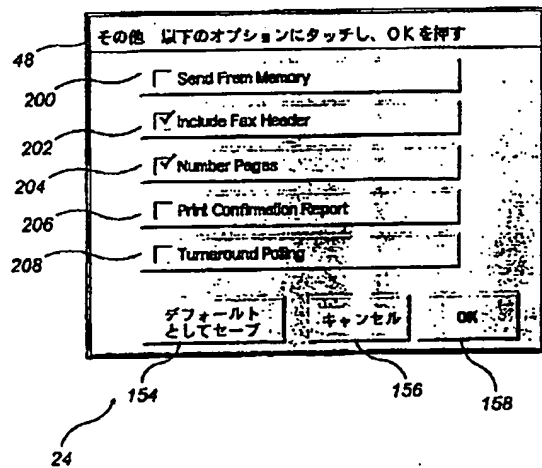 その他 以下のオプションにタッチし、OKを押す
48
200
Send From Memory
202
Include Fax Header
204
Number Pages
206
Print Confirmation Report
208
Turnaround Polling
デフォールト
としてセーブ
キャンセル
OK
154
156
158
24